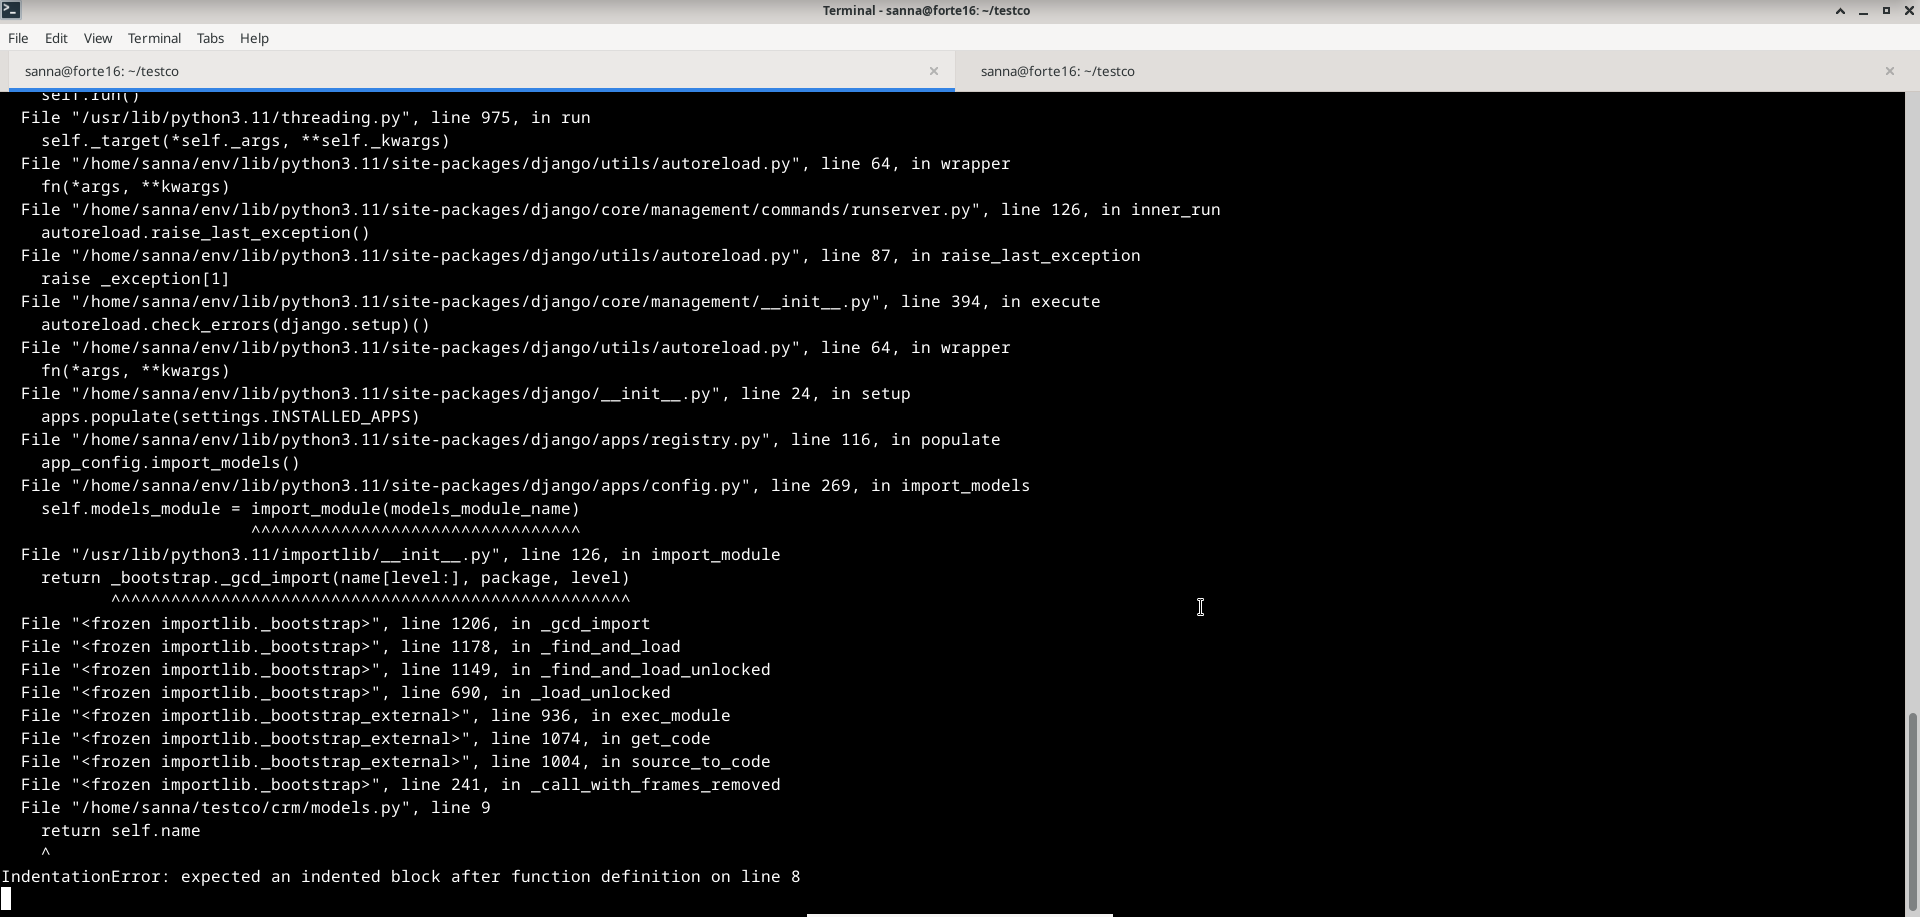 Terminal - sanna@forte16: ~/testco
File Edit View Terminal Tabs Help
sanna@forte16: ~/testco × sanna@forte16: ~/testco ×
    self.run()
  File "/usr/lib/python3.11/threading.py", line 975, in run
    self._target(*self._args, **self._kwargs)
  File "/home/sanna/env/lib/python3.11/site-packages/django/utils/autoreload.py", line 64, in wrapper
    fn(*args, **kwargs)
  File "/home/sanna/env/lib/python3.11/site-packages/django/core/management/commands/runserver.py", line 126, in inner_run
    autoreload.raise_last_exception()
  File "/home/sanna/env/lib/python3.11/site-packages/django/utils/autoreload.py", line 87, in raise_last_exception
    raise _exception[1]
  File "/home/sanna/env/lib/python3.11/site-packages/django/core/management/__init__.py", line 394, in execute
    autoreload.check_errors(django.setup)()
  File "/home/sanna/env/lib/python3.11/site-packages/django/utils/autoreload.py", line 64, in wrapper
    fn(*args, **kwargs)
  File "/home/sanna/env/lib/python3.11/site-packages/django/__init__.py", line 24, in setup
    apps.populate(settings.INSTALLED_APPS)
  File "/home/sanna/env/lib/python3.11/site-packages/django/apps/registry.py", line 116, in populate
    app_config.import_models()
  File "/home/sanna/env/lib/python3.11/site-packages/django/apps/config.py", line 269, in import_models
    self.models_module = import_module(models_module_name)
                         ^^^^^^^^^^^^^^^^^^^^^^^^^^^^^^^^^
  File "/usr/lib/python3.11/importlib/__init__.py", line 126, in import_module
    return _bootstrap._gcd_import(name[level:], package, level)
           ^^^^^^^^^^^^^^^^^^^^^^^^^^^^^^^^^^^^^^^^^^^^^^^^^^^^
  File "<frozen importlib._bootstrap>", line 1206, in _gcd_import
  File "<frozen importlib._bootstrap>", line 1178, in _find_and_load
  File "<frozen importlib._bootstrap>", line 1149, in _find_and_load_unlocked
  File "<frozen importlib._bootstrap>", line 690, in _load_unlocked
  File "<frozen importlib._bootstrap_external>", line 936, in exec_module
  File "<frozen importlib._bootstrap_external>", line 1074, in get_code
  File "<frozen importlib._bootstrap_external>", line 1004, in source_to_code
  File "<frozen importlib._bootstrap>", line 241, in _call_with_frames_removed
  File "/home/sanna/testco/crm/models.py", line 9
    return self.name
    ^
IndentationError: expected an indented block after function definition on line 8